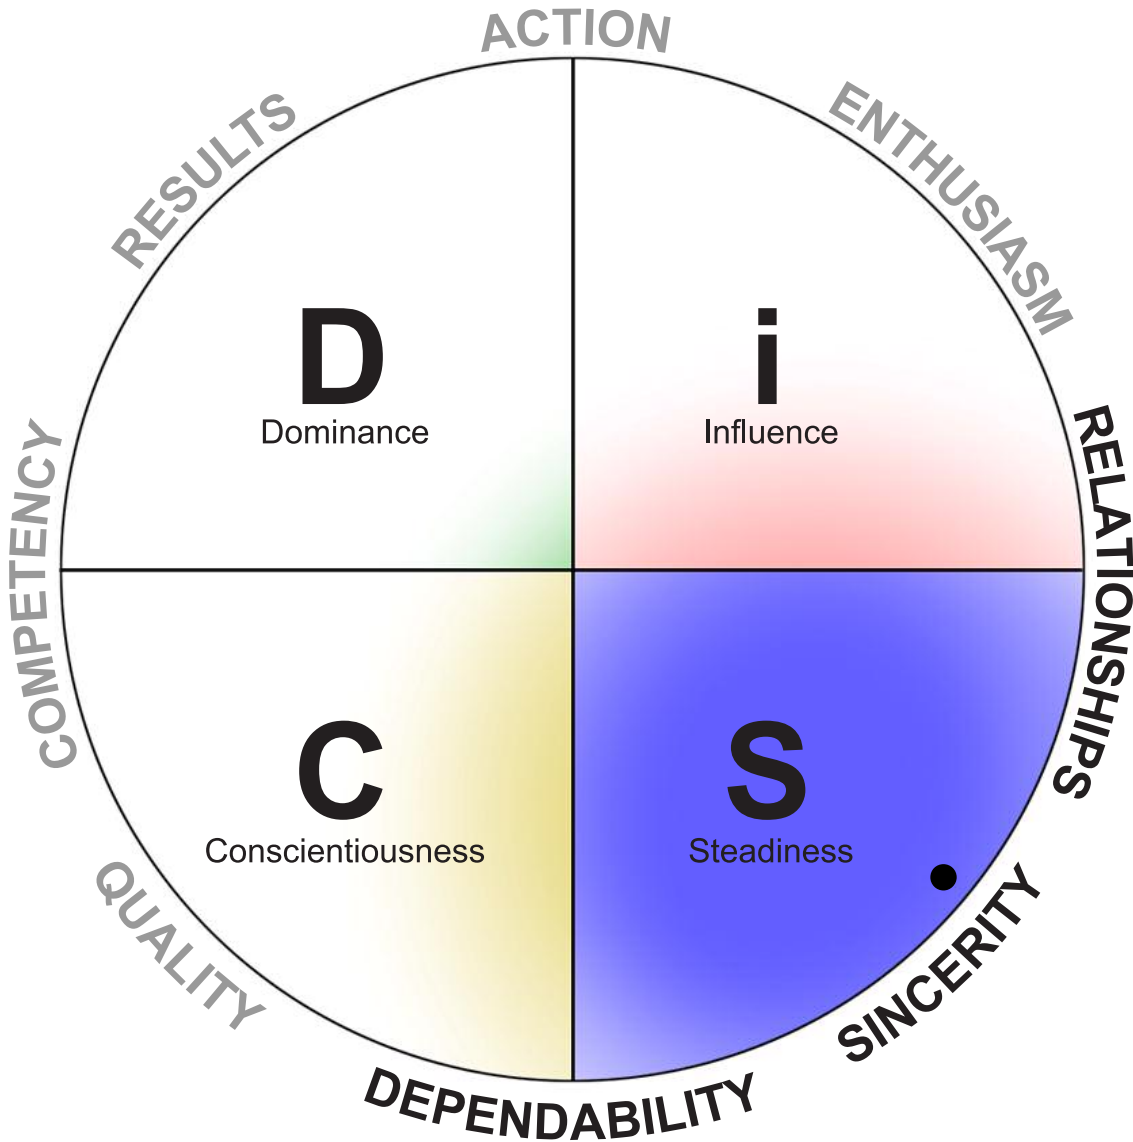 ACTION
RESULTS
ENTHUSIASM
D
Dominance
i
Influence
COMPETENCY
RELATIONSHIPS
C
Conscientiousness
S
Steadiness
QUALITY
SINCERITY
DEPENDABILITY